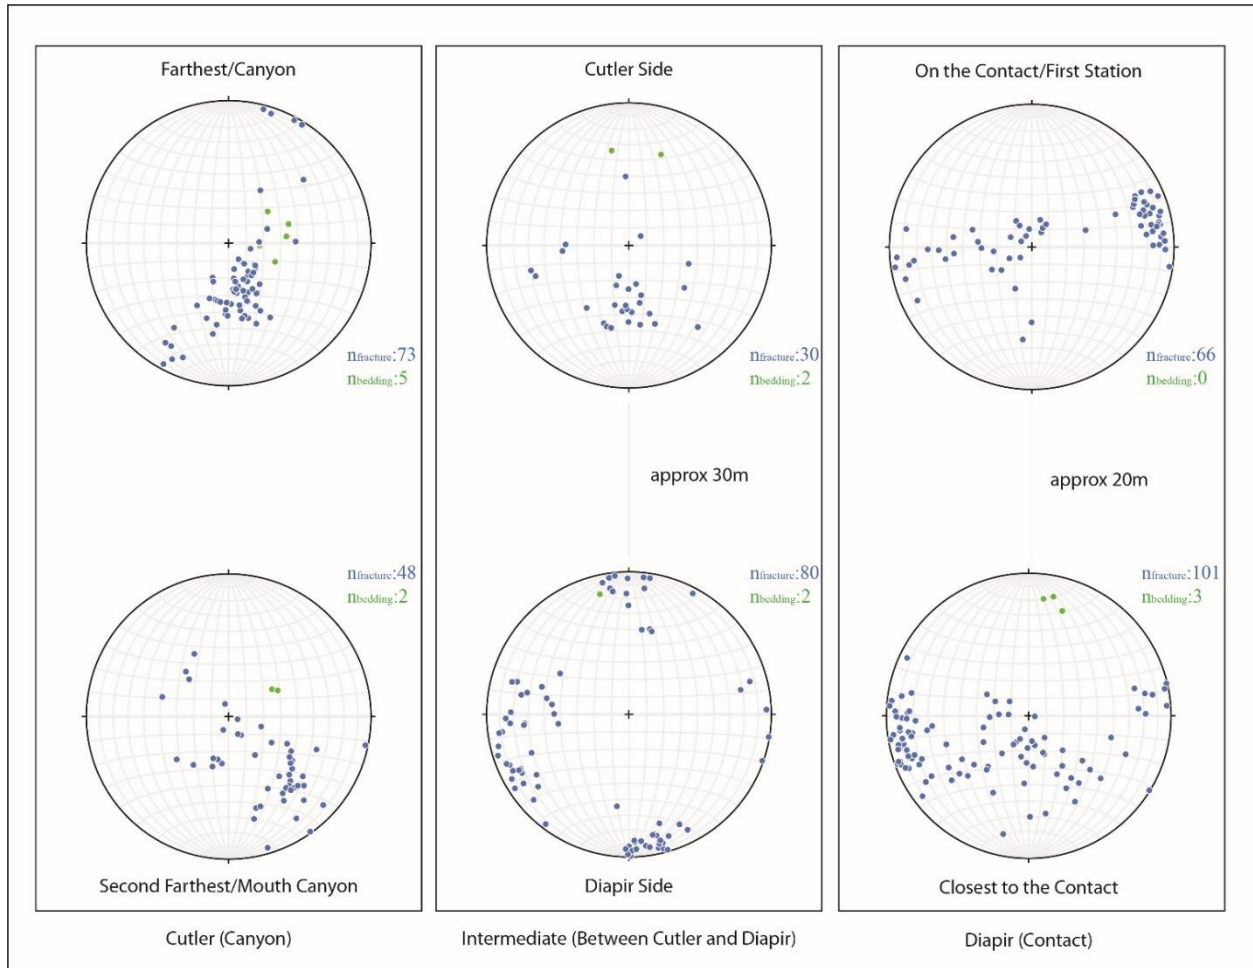 Farthest/Canyon
nfracture:73
nbedding:5
nfracture:48
nbedding:2
Second Farthest/Mouth Canyon
Cutler (Canyon)
Cutler Side
nfracture:30
nbedding:2
approx 30m
nfracture:80
nbedding:2
Diapir Side
Intermediate (Between Cutler and Diapir)
On the Contact/First Station
nfracture:66
nbedding:0
approx 20m
nfracture:101
nbedding:3
Closest to the Contact
Diapir (Contact)